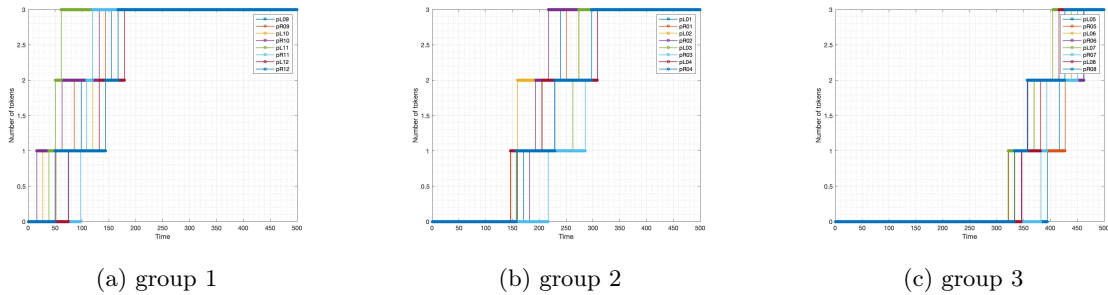 Number of tokens
3
2.5
2
1.5
1
0.5
0
0 50 100 150 200 250 300 350 400 450 500
Time
pL09
pR09
pL10
pR10
pL11
pR11
pL12
pR12
(a) group 1
Number of tokens
3
2.5
2
1.5
1
0.5
0
0 50 100 150 200 250 300 350 400 450 500
Time
pL01
pR01
pL02
pR02
pL03
pR03
pL04
pR04
(b) group 2
Number of tokens
3
2.5
2
1.5
1
0.5
0
0 50 100 150 200 250 300 350 400 450 500
Time
pL05
pR05
pL06
pR06
pL07
pR07
pL08
pR08
(c) group 3